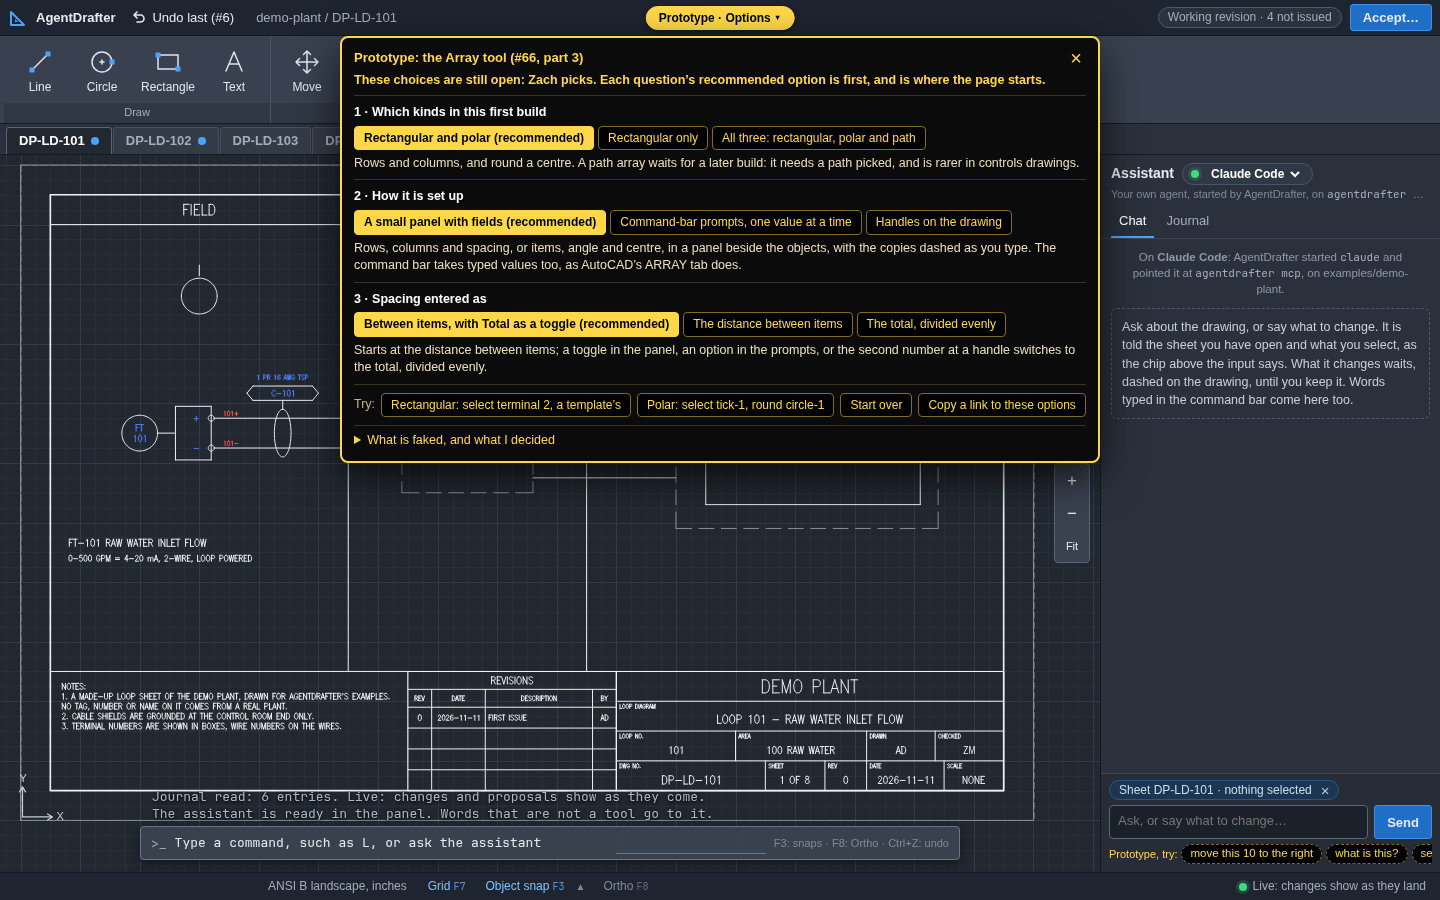 AgentDrafter
Undo last (#6)
demo-plant / DP-LD-101
Prototype · Options ▾
Working revision · 4 not issued
Accept…
Line
Circle
Rectangle
Text
Move
Draw
DP-LD-101
DP-LD-102
DP-LD-103
Prototype: the Array tool (#66, part 3)
×
These choices are still open: Zach picks. Each question's recommended option is first, and is where the page starts.
1 · Which kinds in this first build
Rectangular and polar (recommended)
Rectangular only
All three: rectangular, polar and path
Rows and columns, and round a centre. A path array waits for a later build: it needs a path picked, and is rarer in controls drawings.
2 · How it is set up
A small panel with fields (recommended)
Command-bar prompts, one value at a time
Handles on the drawing
Rows, columns and spacing, or items, angle and centre, in a panel beside the objects, with the copies dashed as you type. The
command bar takes typed values too, as AutoCAD's ARRAY tab does.
3 · Spacing entered as
Between items, with Total as a toggle (recommended)
The distance between items
The total, divided evenly
Starts at the distance between items; a toggle in the panel, an option in the prompts, or the second number at a handle switches to
the total, divided evenly.
Try:
Rectangular: select terminal 2, a template's
Polar: select tick-1, round circle-1
Start over
Copy a link to these options
▶ What is faked, and what I decided
Assistant
Claude Code
Your own agent, started by AgentDrafter, on agentdrafter …
Chat
Journal
On Claude Code: AgentDrafter started claude and
pointed it at agentdrafter mcp, on examples/demo-
plant.
Ask about the drawing, or say what to change. It is
told the sheet you have open and what you select, as
the chip above the input says. What it changes waits,
dashed on the drawing, until you keep it. Words
typed in the command bar come here too.
FIELD
1 PR 16 AWG TSP
C-101
FT
101
+
−
101+
101−
FT-101 RAW WATER INLET FLOW
0-500 GPM = 4-20 mA, 2-WIRE, LOOP POWERED
+
−
Fit
NOTES:
1. A MADE-UP LOOP SHEET OF THE DEMO PLANT, DRAWN FOR AGENTDRAFTER'S EXAMPLES.
NO TAG, NUMBER OR NAME ON IT COMES FROM A REAL PLANT.
2. CABLE SHIELDS ARE GROUNDED AT THE CONTROL ROOM END ONLY.
3. TERMINAL NUMBERS ARE SHOWN IN BOXES, WIRE NUMBERS ON THE WIRES.
REVISIONS
REV
DATE
DESCRIPTION
BY
0
2026-11-11
FIRST ISSUE
AD
DEMO PLANT
LOOP DIAGRAM
LOOP 101 - RAW WATER INLET FLOW
LOOP NO.
101
AREA
100 RAW WATER
DRAWN
AD
CHECKED
ZM
DWG NO.
DP-LD-101
SHEET
1 OF 8
REV
0
DATE
2026-11-11
SCALE
NONE
Y
X
Journal read: 6 entries. Live: changes and proposals show as they come.
The assistant is ready in the panel. Words that are not a tool go to it.
>_ Type a command, such as L, or ask the assistant
F3: snaps · F8: Ortho · Ctrl+Z: undo
Sheet DP-LD-101 · nothing selected ×
Ask, or say what to change…
Send
Prototype, try:
move this 10 to the right
what is this?
ANSI B landscape, inches
Grid F7
Object snap F3
▲
Ortho F8
Live: changes show as they land